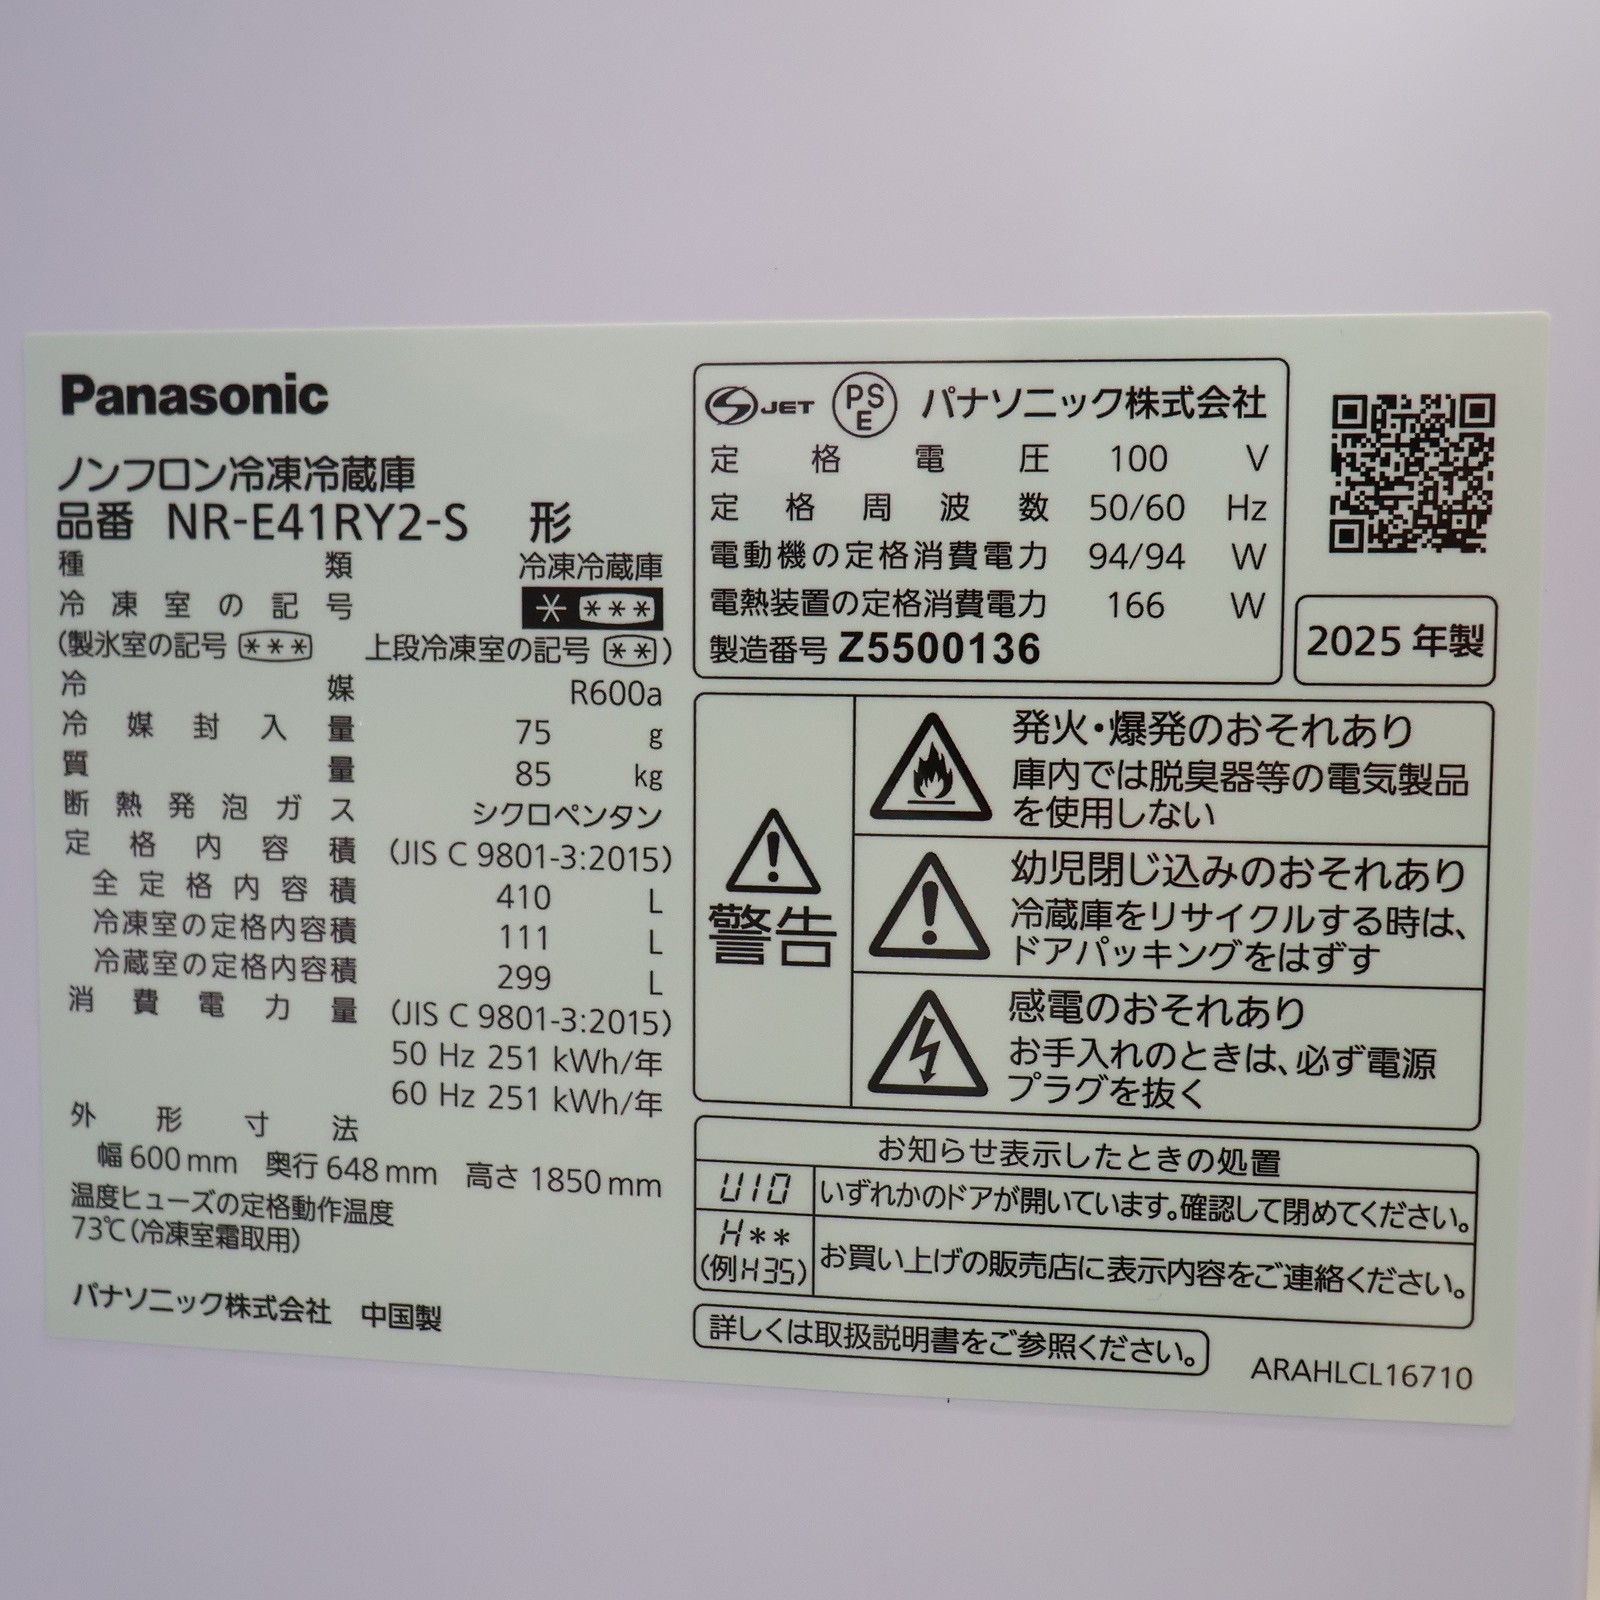 Panasonic
ノンフロン冷凍冷蔵庫
品番 NR-E41RY2-S 形
種類 冷凍冷蔵庫
冷凍室の記号 * ***
(製氷室の記号 *** 上段冷凍室の記号 **)
冷媒 R600a
冷媒封入量 75 g
質量 85 kg
断熱発泡ガス シクロペンタン
定格内容積 (JIS C 9801-3:2015)
全定格内容積 410 L
冷凍室の定格内容積 111 L
冷蔵室の定格内容積 299 L
消費電力量 (JIS C 9801-3:2015)
50 Hz 251 kWh/年
60 Hz 251 kWh/年
外形寸法
幅 600 mm 奥行 648 mm 高さ 1850 mm
温度ヒューズの定格動作温度
73℃(冷凍室霜取用)
パナソニック株式会社 中国製
S JET PSE パナソニック株式会社
定格電圧 100 V
定格周波数 50/60 Hz
電動機の定格消費電力 94/94 W
電熱装置の定格消費電力 166 W
製造番号 Z5500136
2025 年製
警告
発火・爆発のおそれあり
庫内では脱臭器等の電気製品
を使用しない
幼児閉じ込みのおそれあり
冷蔵庫をリサイクルする時は、
ドアパッキングをはずす
感電のおそれあり
お手入れのときは、必ず電源
プラグを抜く
お知らせ表示したときの処置
U10 いずれかのドアが開いています。確認して閉めてください。
H**
(例H35) お買い上げの販売店に表示内容をご連絡ください。
詳しくは取扱説明書をご参照ください。
ARAHLCL16710